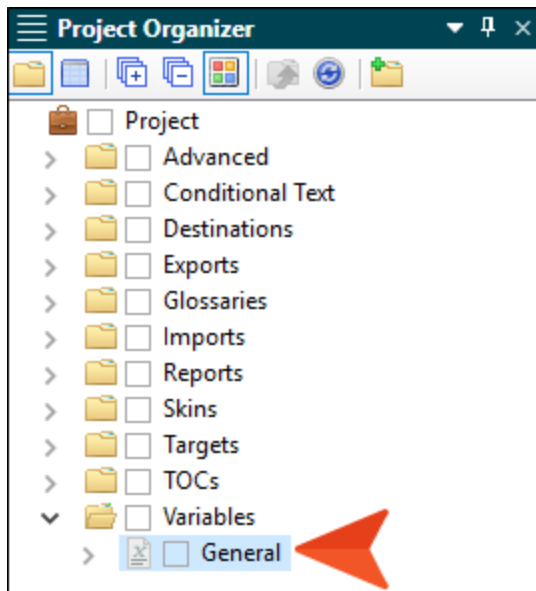 Project Organizer
Project
Advanced
Conditional Text
Destinations
Exports
Glossaries
Imports
Reports
Skins
Targets
TOCs
Variables
General